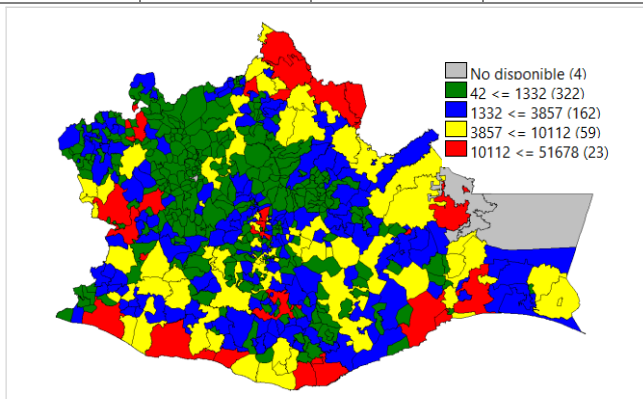 No disponible (4)
42 <= 1332 (322)
1332 <= 3857 (162)
3857 <= 10112 (59)
10112 <= 51678 (23)